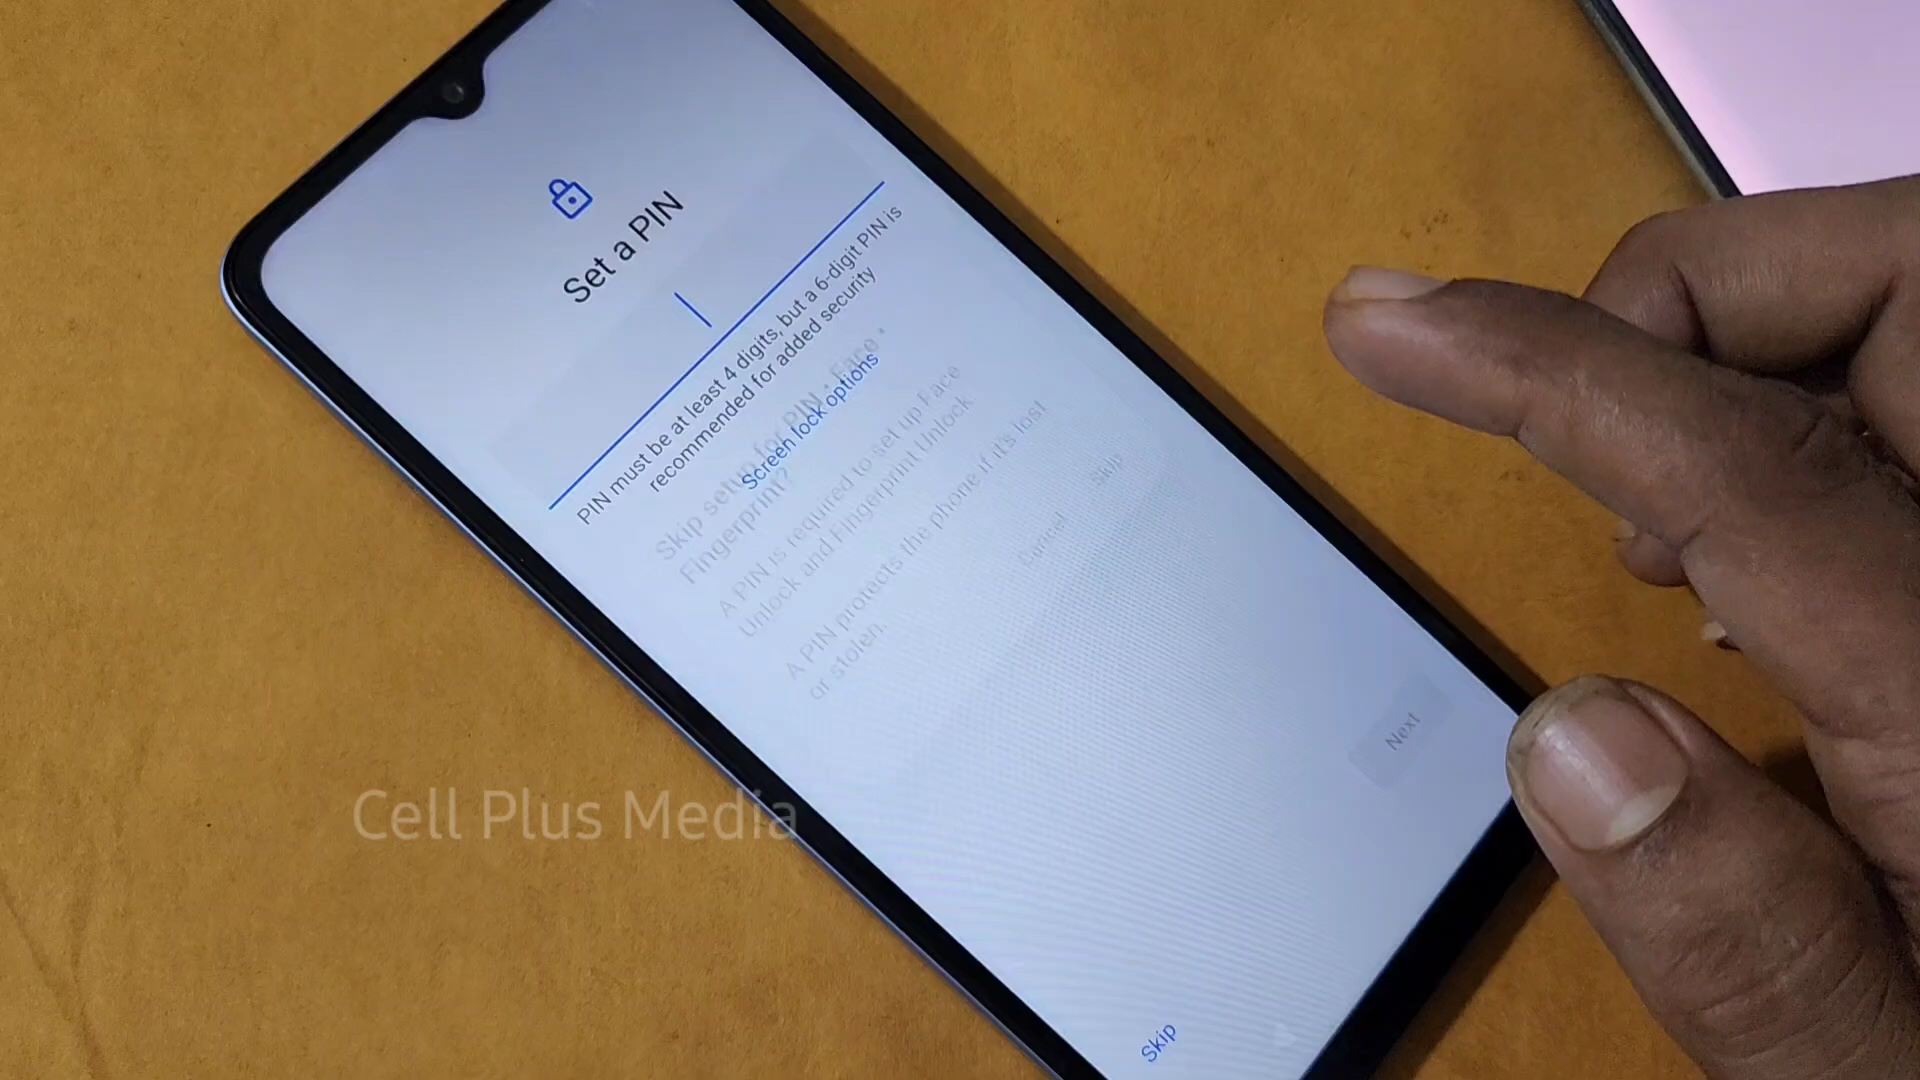 Set a PIN
PIN must be at least 4 digits, but a 6-digit PIN is
recommended for added security
Screen lock options
Skip setup for PIN, Face,
Fingerprint?
A PIN is required to set up Face
Unlock and Fingerprint Unlock
A PIN protects the phone if it's lost
or stolen.
Cancel
Skip
Next
Skip
Cell Plus Media